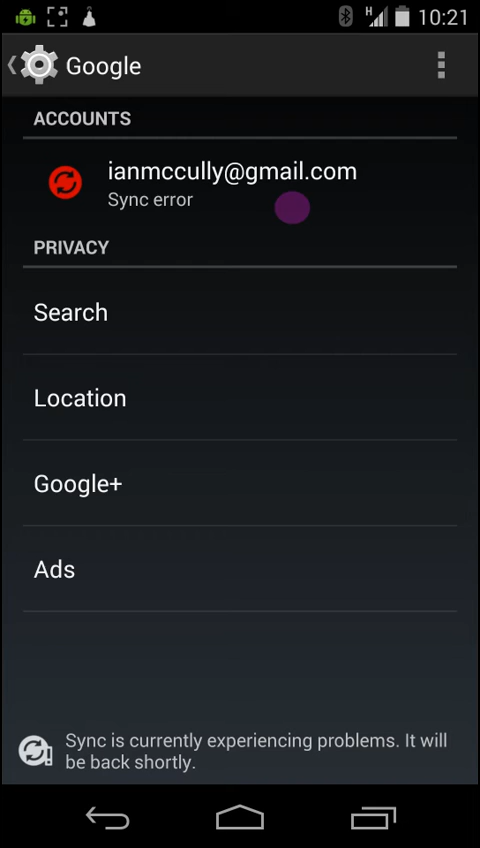 H 10:21
Google
ACCOUNTS
ianmccully@gmail.com
Sync error
PRIVACY
Search
Location
Google+
Ads
Sync is currently experiencing problems. It will
be back shortly.